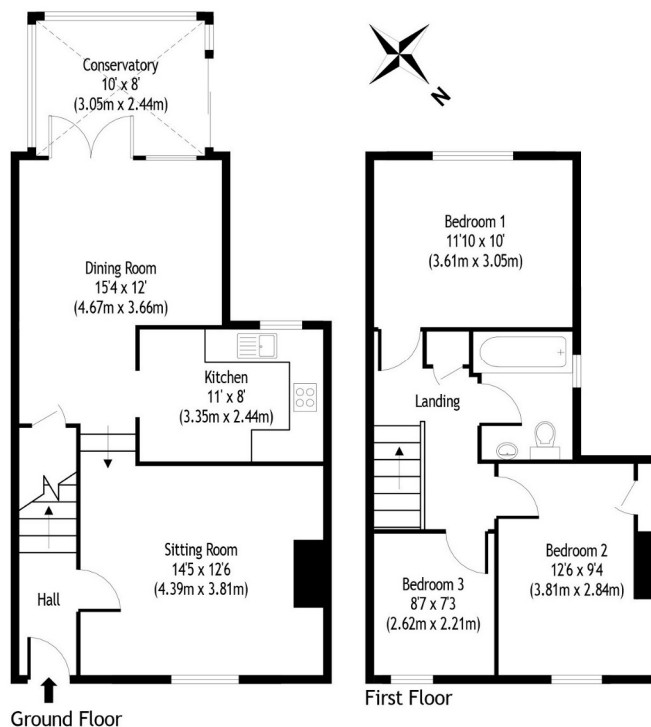 Conservatory
10' x 8'
(3.05m x 2.44m)
Dining Room
15'4 x 12'
(4.67m x 3.66m)
Kitchen
11' x 8'
(3.35m x 2.44m)
Sitting Room
14'5 x 12'6
(4.39m x 3.81m)
Hall
Ground Floor
N
Bedroom 1
11'10 x 10'
(3.61m x 3.05m)
Landing
Bedroom 2
12'6 x 9'4
(3.81m x 2.84m)
Bedroom 3
8'7 x 7'3
(2.62m x 2.21m)
First Floor